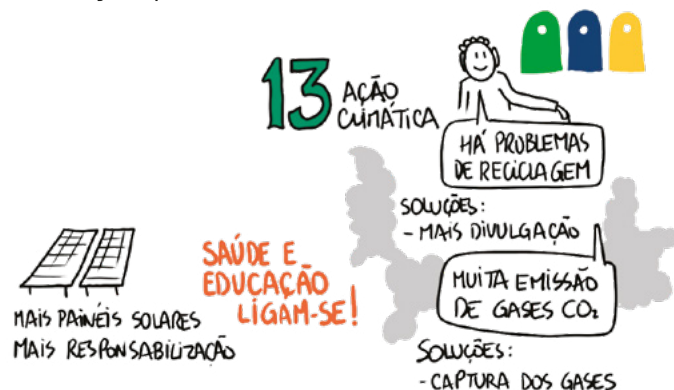 13 AÇÃO
CLIMÁTICA
HÁ PROBLEMAS
DE RECICLAGEM
SOLUÇÕES:
- MAIS DIVULGAÇÃO
MUITA EMISSÃO
DE GASES CO₂
SOLUÇÕES:
- CAPTURA DOS GASES
SAÚDE E
EDUCAÇÃO
LIGAM-SE!
MAIS PAINÉIS SOLARES
MAIS RESPONSABILIZAÇÃO